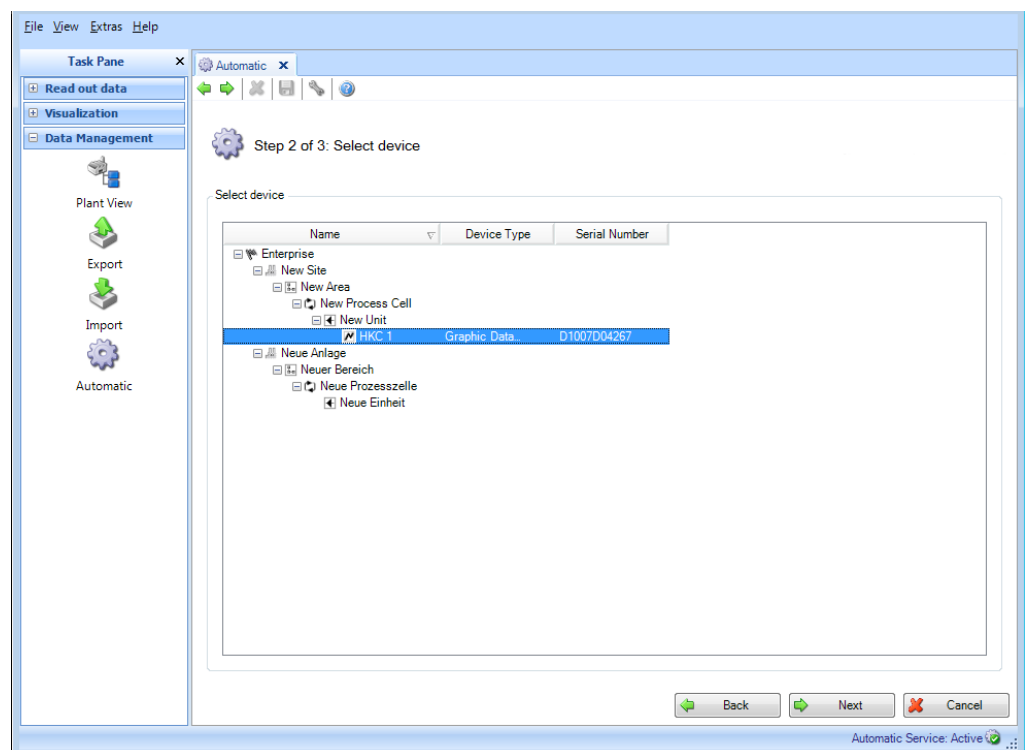 File View Extras Help
Task Pane
Automatic
Read out data
Visualization
Data Management
Step 2 of 3: Select device
Plant View
Select device
Name Device Type Serial Number
Enterprise
Export
New Site
New Area
New Process Cell
Import
New Unit
HKC 1 Graphic Data... D1007D04267
Neue Anlage
Neuer Bereich
Automatic
Neue Prozesszelle
Neue Einheit
Back Next Cancel
Automatic Service: Active